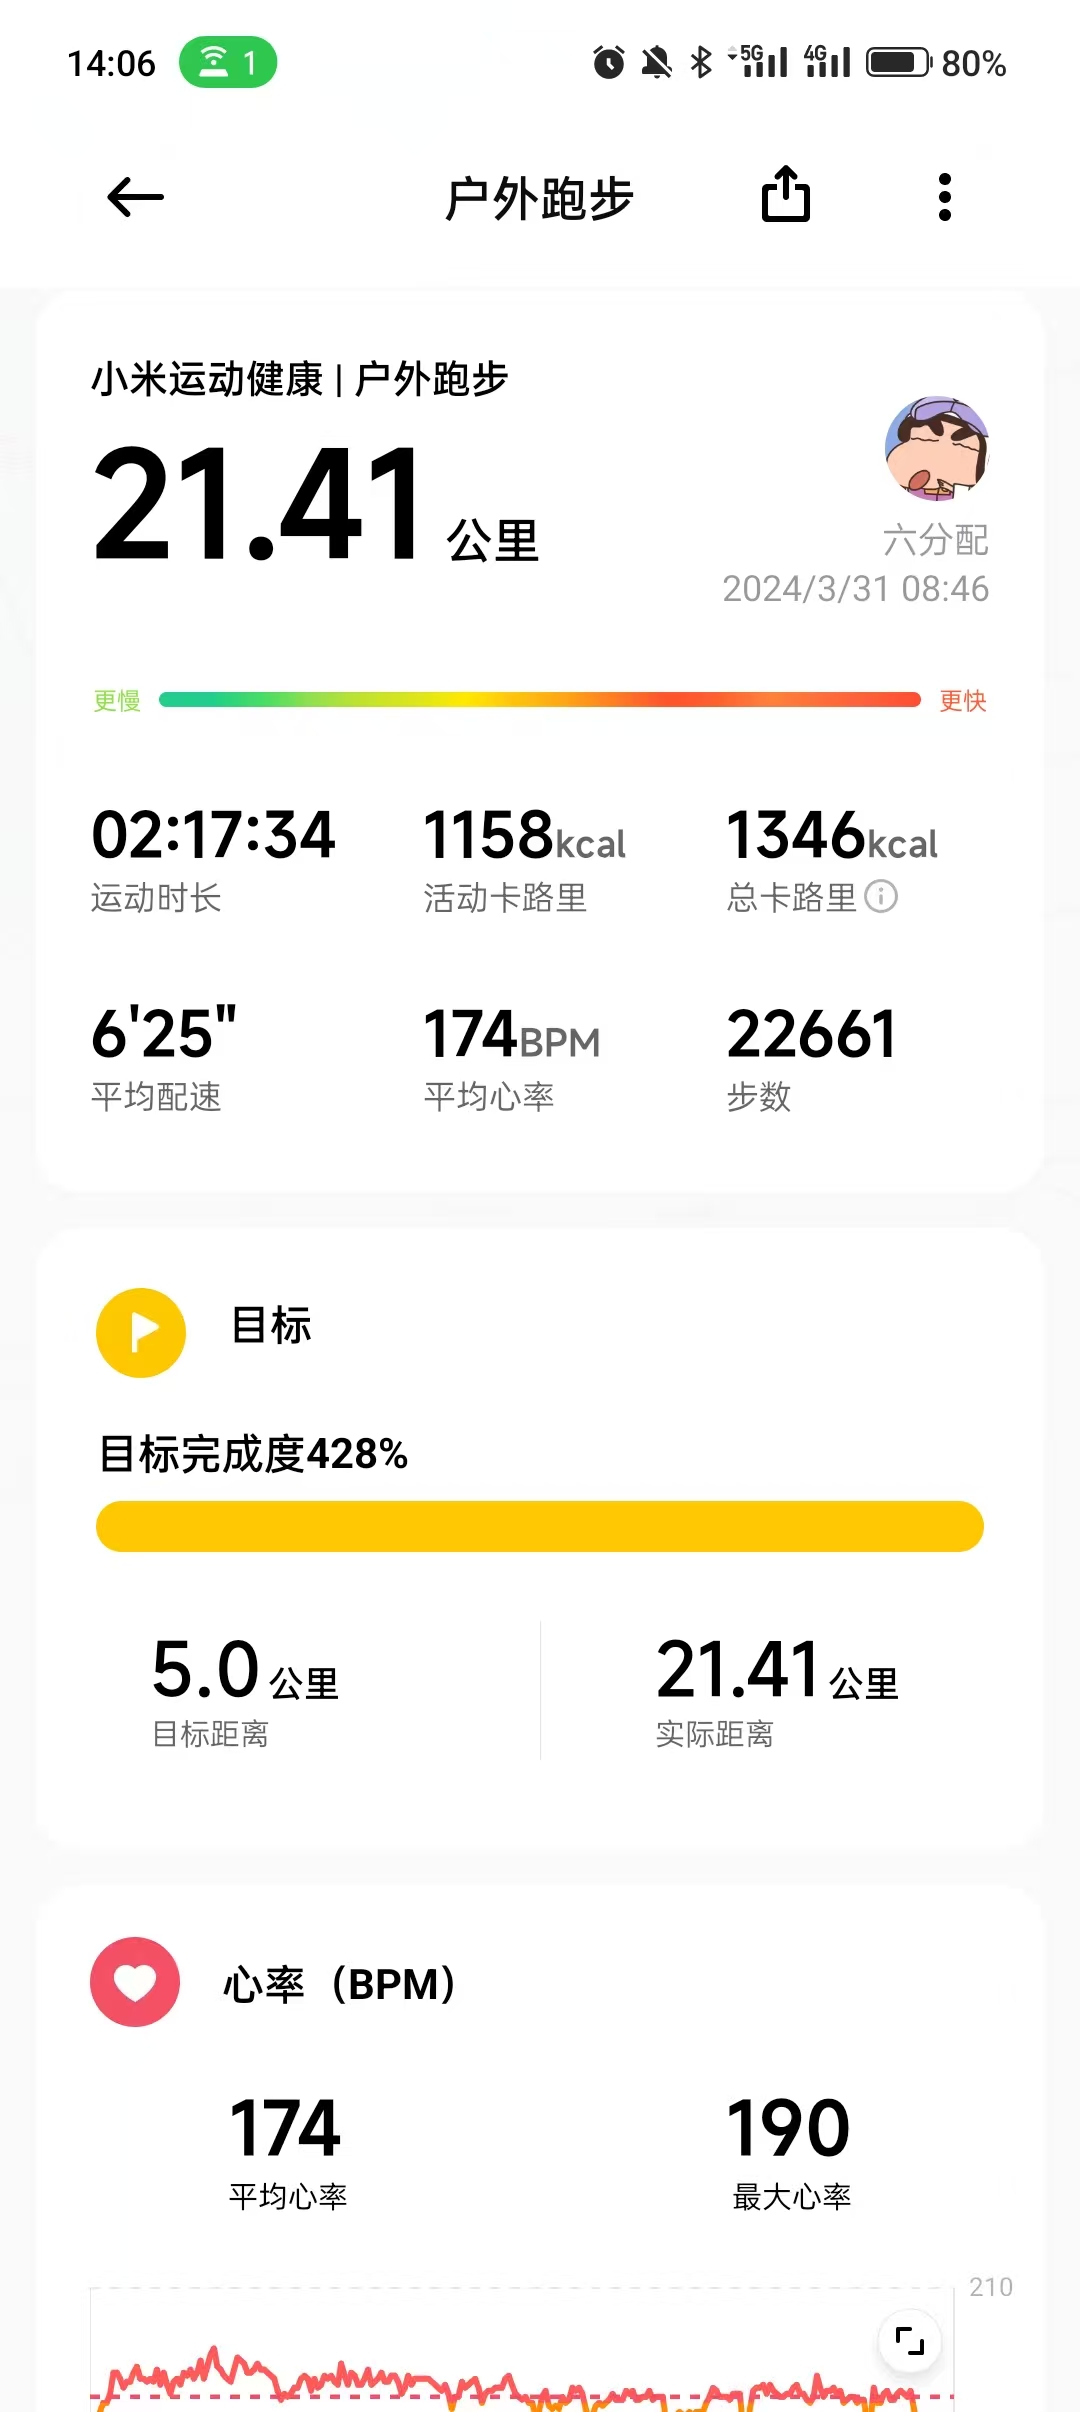 14:06 1 5G 4G 80%
户外跑步
小米运动健康 | 户外跑步
21.41 公里
六分配
2024/3/31 08:46
更慢 更快
02:17:34 1158kcal 1346kcal
运动时长 活动卡路里 总卡路里
6'25" 174BPM 22661
平均配速 平均心率 步数
目标
目标完成度428%
5.0 公里 21.41 公里
目标距离 实际距离
心率（BPM）
174 190
平均心率 最大心率
210